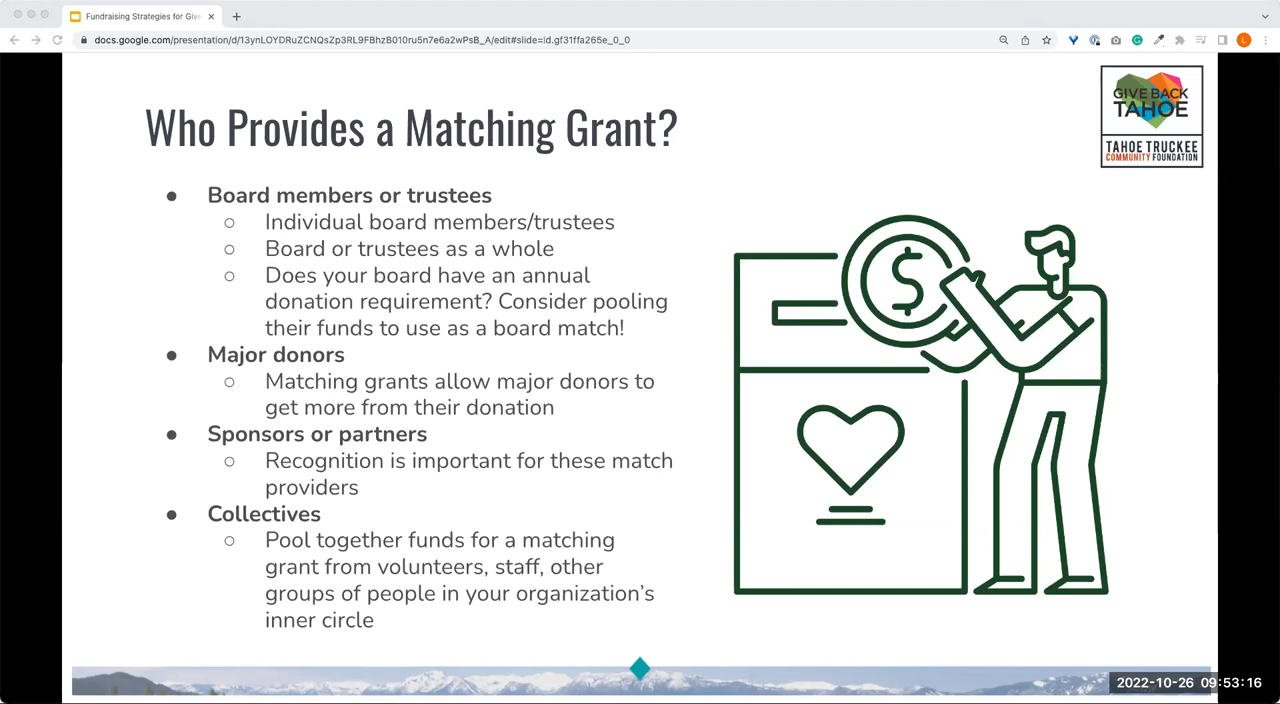 Fundraising Strategies for Give
docs.google.com/presentation/d/13ynLOYDRuZCNQsZp3RL9FBhzB010ru5n7e6a2wPsB_A/edit#slide=id.gf31ffa265e_0_0
L
GIVE BACK
TAHOE
TAHOE TRUCKEE
COMMUNITY FOUNDATION
Who Provides a Matching Grant?
● Board members or trustees
○ Individual board members/trustees
○ Board or trustees as a whole
○ Does your board have an annual
donation requirement? Consider pooling
their funds to use as a board match!
● Major donors
○ Matching grants allow major donors to
get more from their donation
● Sponsors or partners
○ Recognition is important for these match
providers
● Collectives
○ Pool together funds for a matching
grant from volunteers, staff, other
groups of people in your organization’s
inner circle
$
2022-10-26 09:53:16